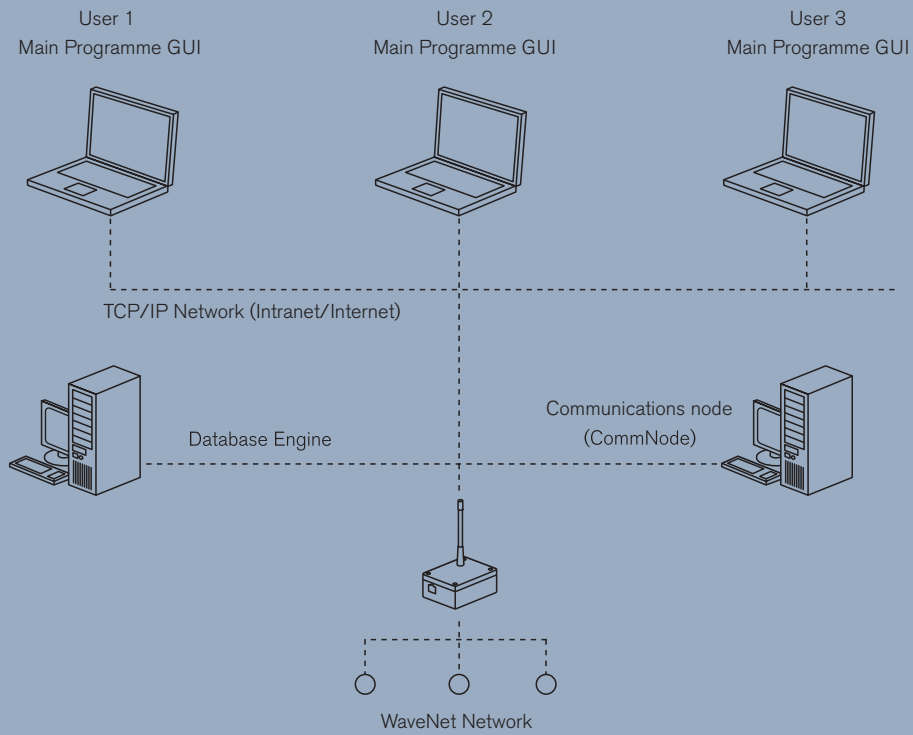 User 1
Main Programme GUI
User 2
Main Programme GUI
User 3
Main Programme GUI
TCP/IP Network (Intranet/Internet)
Database Engine
Communications node
(CommNode)
WaveNet Network